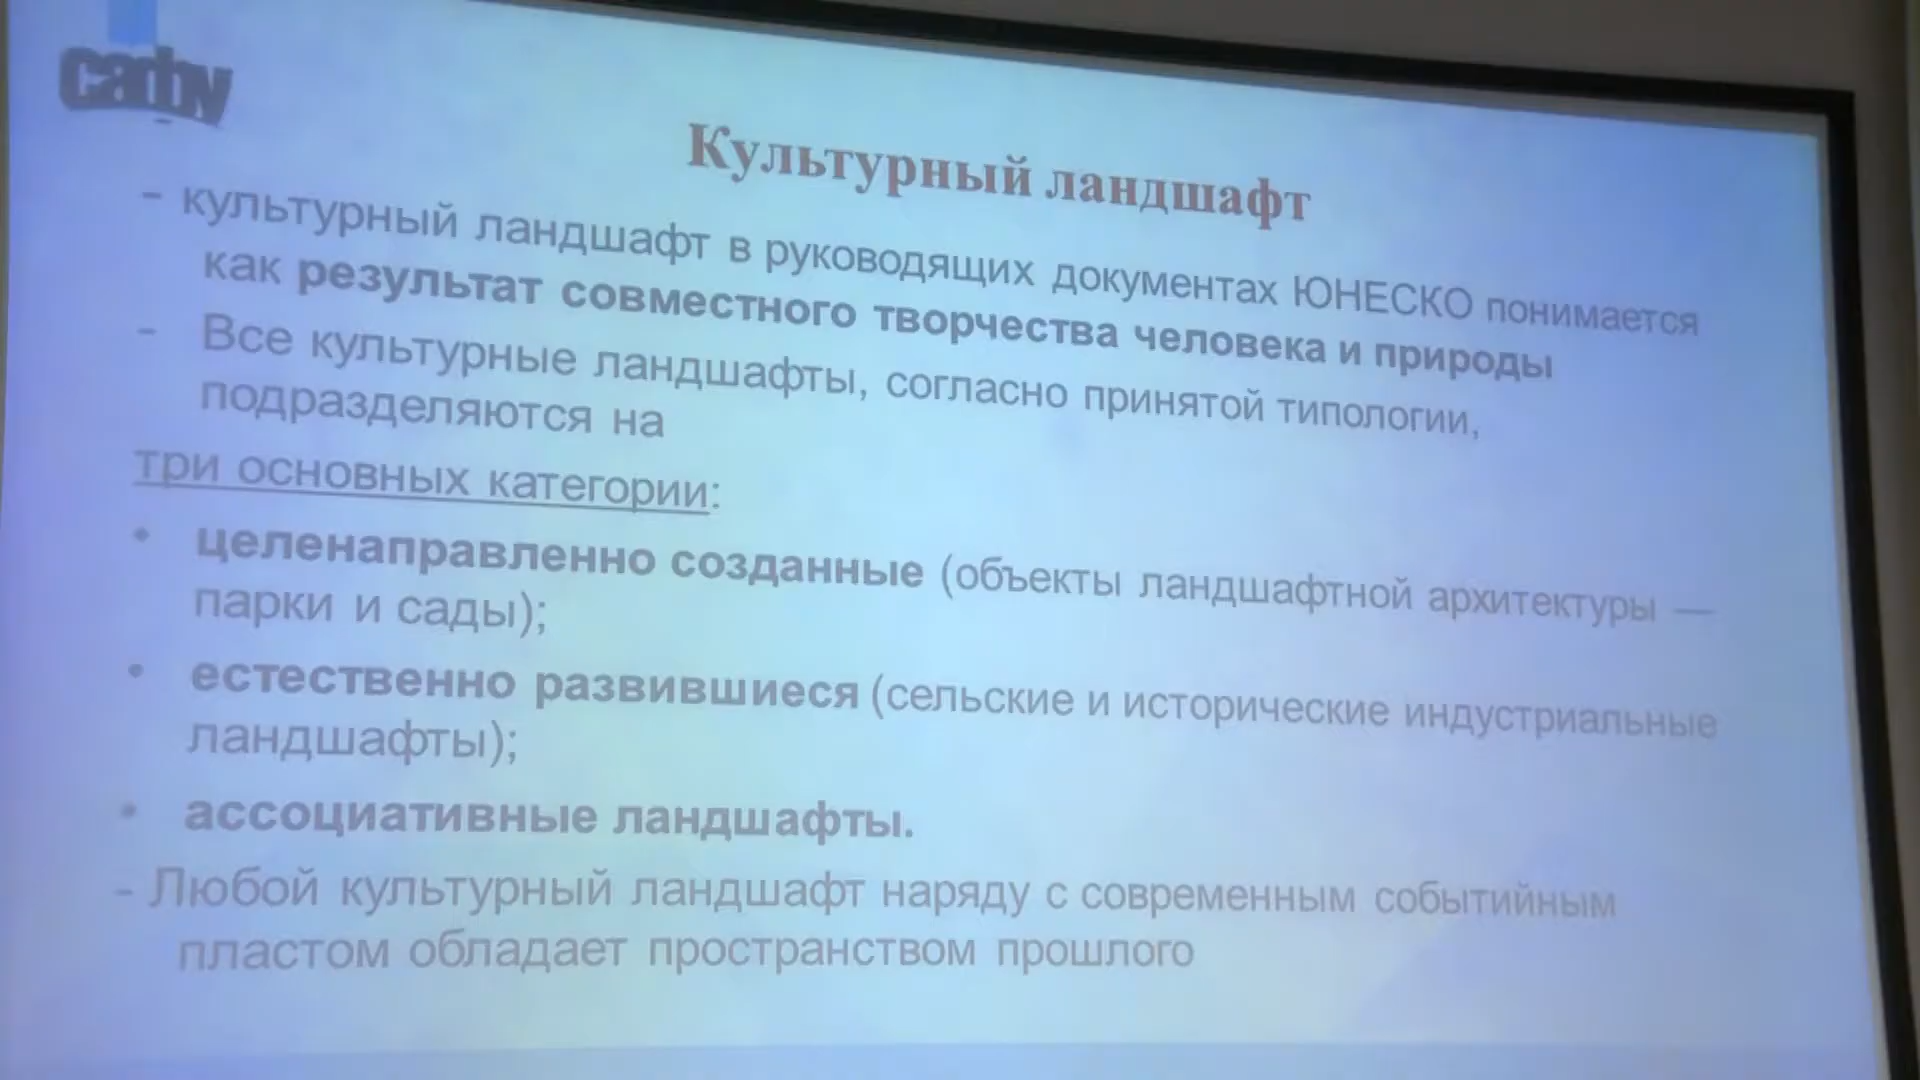 сафу
Культурный ландшафт
- культурный ландшафт в руководящих документах ЮНЕСКО понимается
как результат совместного творчества человека и природы
- Все культурные ландшафты, согласно принятой типологии,
подразделяются на
три основных категории:
• целенаправленно созданные (объекты ландшафтной архитектуры —
парки и сады);
• естественно развившиеся (сельские и исторические индустриальные
ландшафты);
• ассоциативные ландшафты.
- Любой культурный ландшафт наряду с современным событийным
пластом обладает пространством прошлого